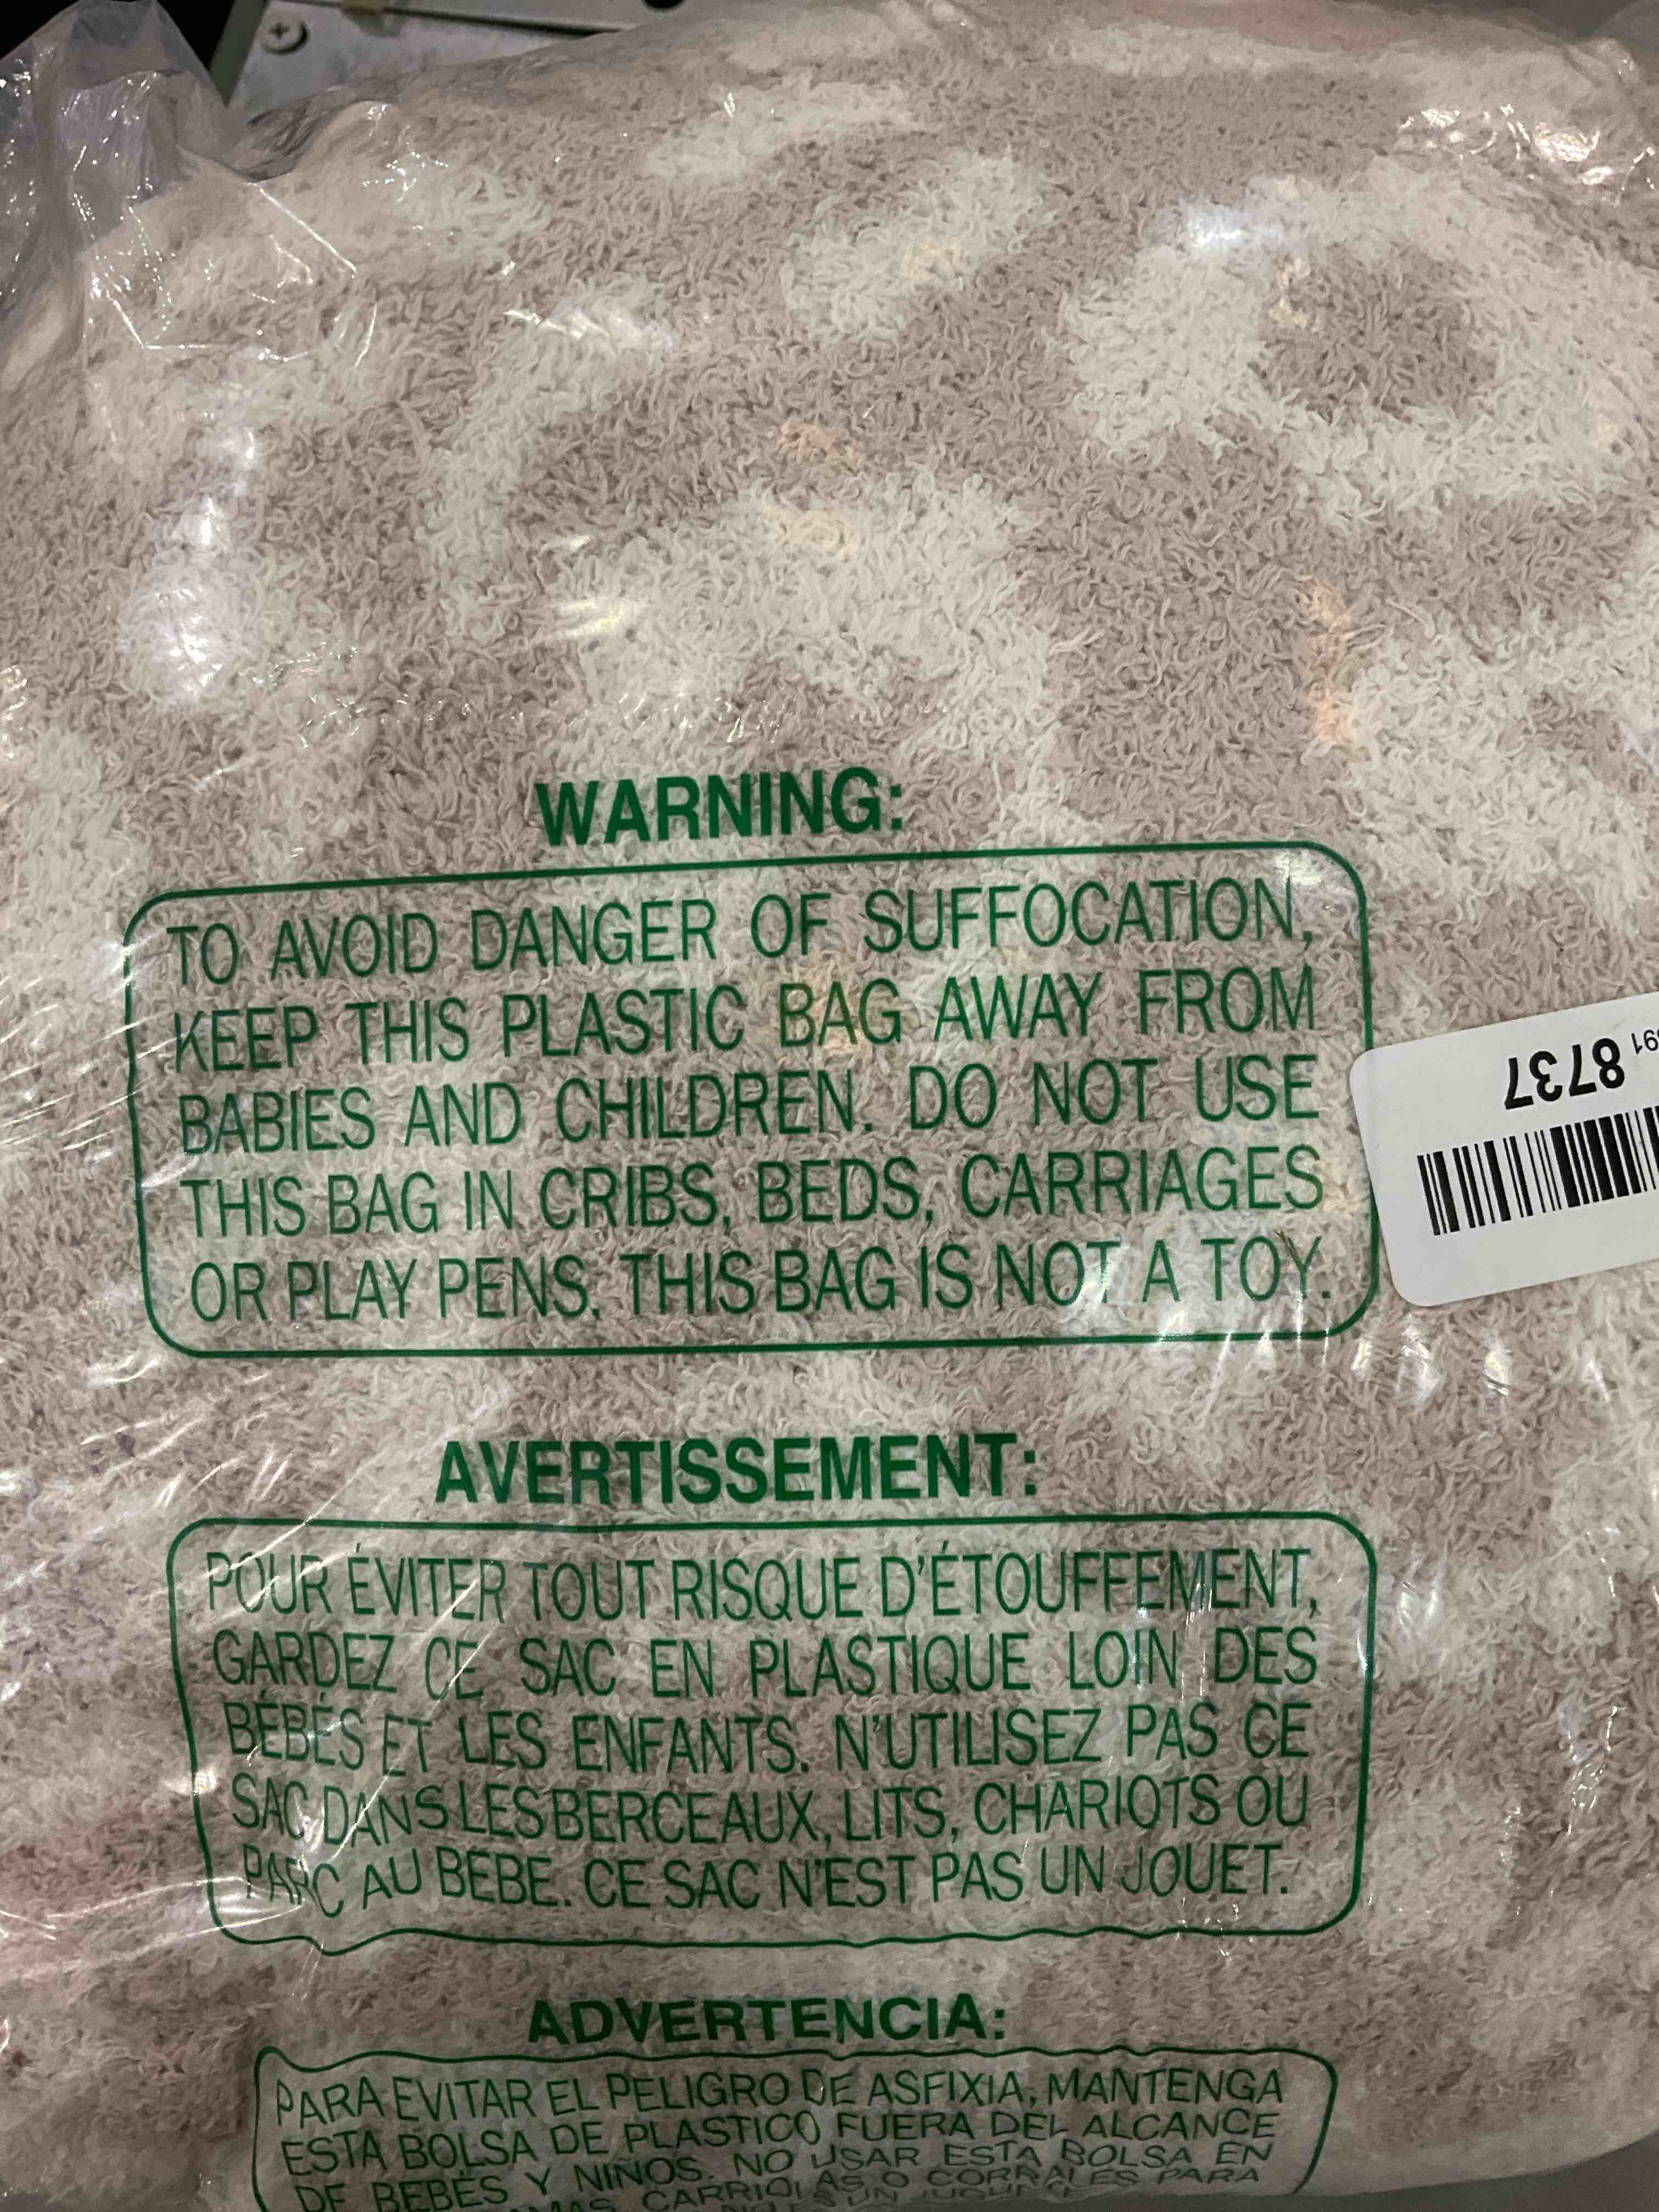 WARNING:
TO AVOID DANGER OF SUFFOCATION,
KEEP THIS PLASTIC BAG AWAY FROM
BABIES AND CHILDREN. DO NOT USE
THIS BAG IN CRIBS, BEDS, CARRIAGES
OR PLAY PENS. THIS BAG IS NOT A TOY.
8737
AVERTISSEMENT:
POUR ÉVITER TOUT RISQUE D'ÉTOUFFEMENT,
GARDEZ CE SAC EN PLASTIQUE LOIN DES
BÉBÉS ET LES ENFANTS. N'UTILISEZ PAS CE
SAC DANS LES BERCEAUX, LITS, CHARIOTS OU
PARC AU BEBE. CE SAC N'EST PAS UN JOUET.
ADVERTENCIA:
PARA EVITAR EL PELIGRO DE ASFIXIA, MANTENGA
ESTA BOLSA DE PLASTICO FUERA DEL ALCANCE
DE BEBÉS Y NIÑOS. NO USAR ESTA BOLSA EN
CARRIOLAS O CORRALES PARA